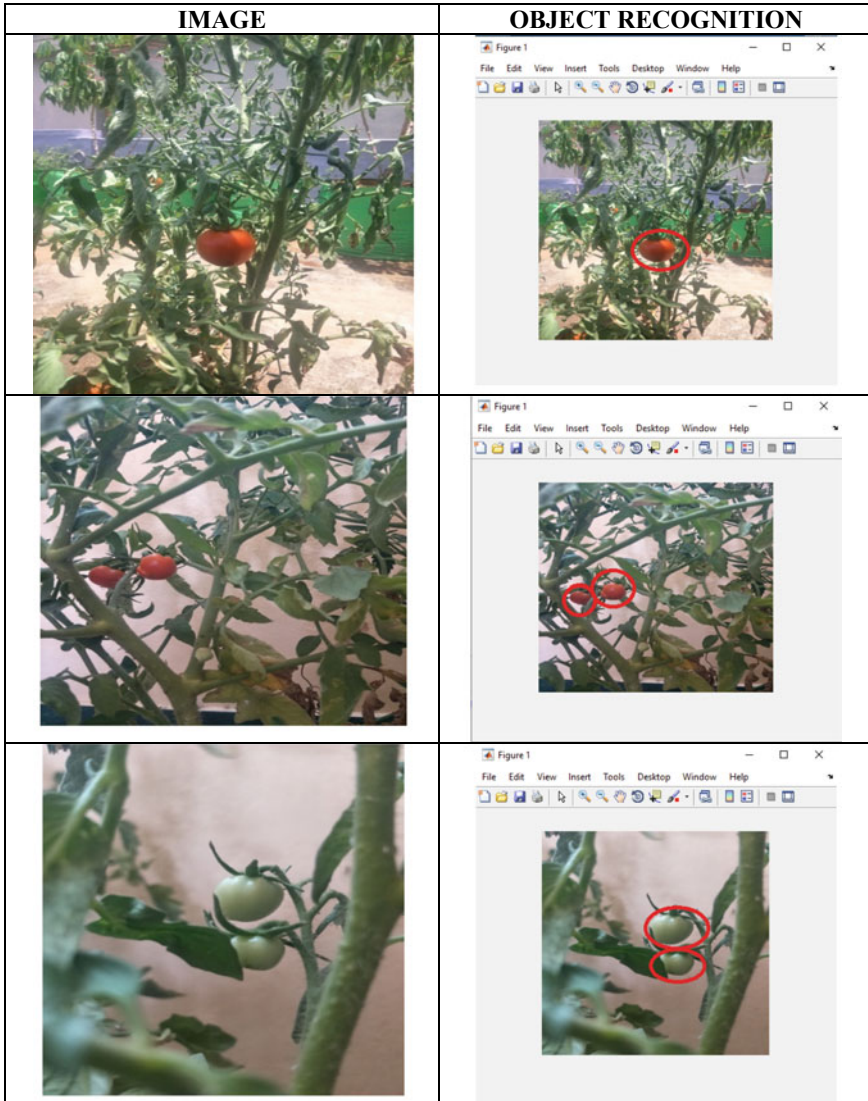 IMAGE
OBJECT RECOGNITION
Figure 1
File Edit View Insert Tools Desktop Window Help
Figure 1
File Edit View Insert Tools Desktop Window Help
Figure 1
File Edit View Insert Tools Desktop Window Help